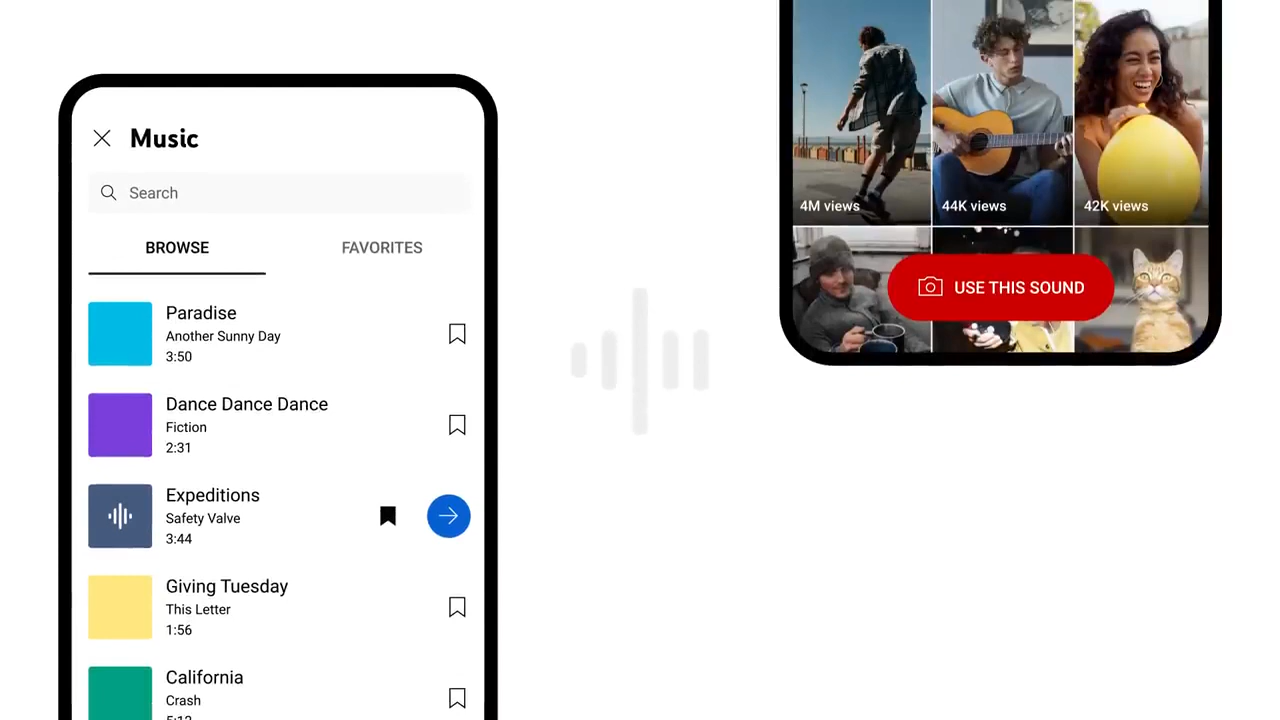 Music
Search
BROWSE
FAVORITES
Paradise
Another Sunny Day
3:50
Dance Dance Dance
Fiction
2:31
Expeditions
Safety Valve
3:44
Giving Tuesday
This Letter
1:56
California
Crash
4M views
44K views
42K views
USE THIS SOUND